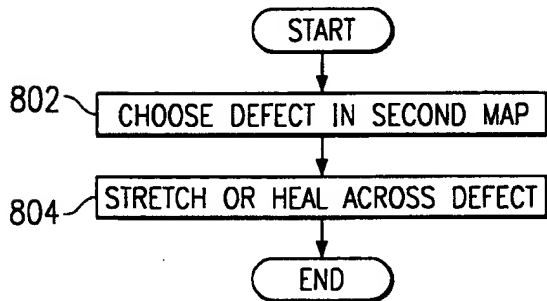 START
802 CHOOSE DEFECT IN SECOND MAP
804 STRETCH OR HEAL ACROSS DEFECT
END